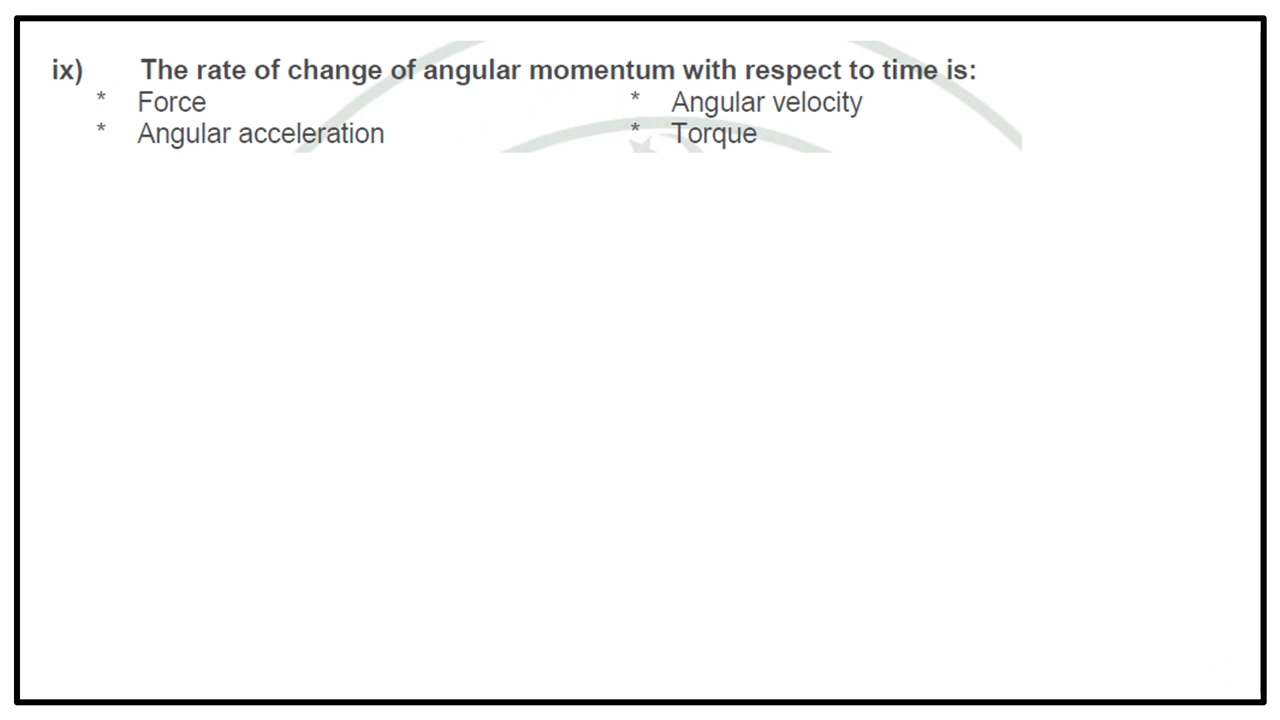 ix) The rate of change of angular momentum with respect to time is:
* Force * Angular velocity
* Angular acceleration * Torque